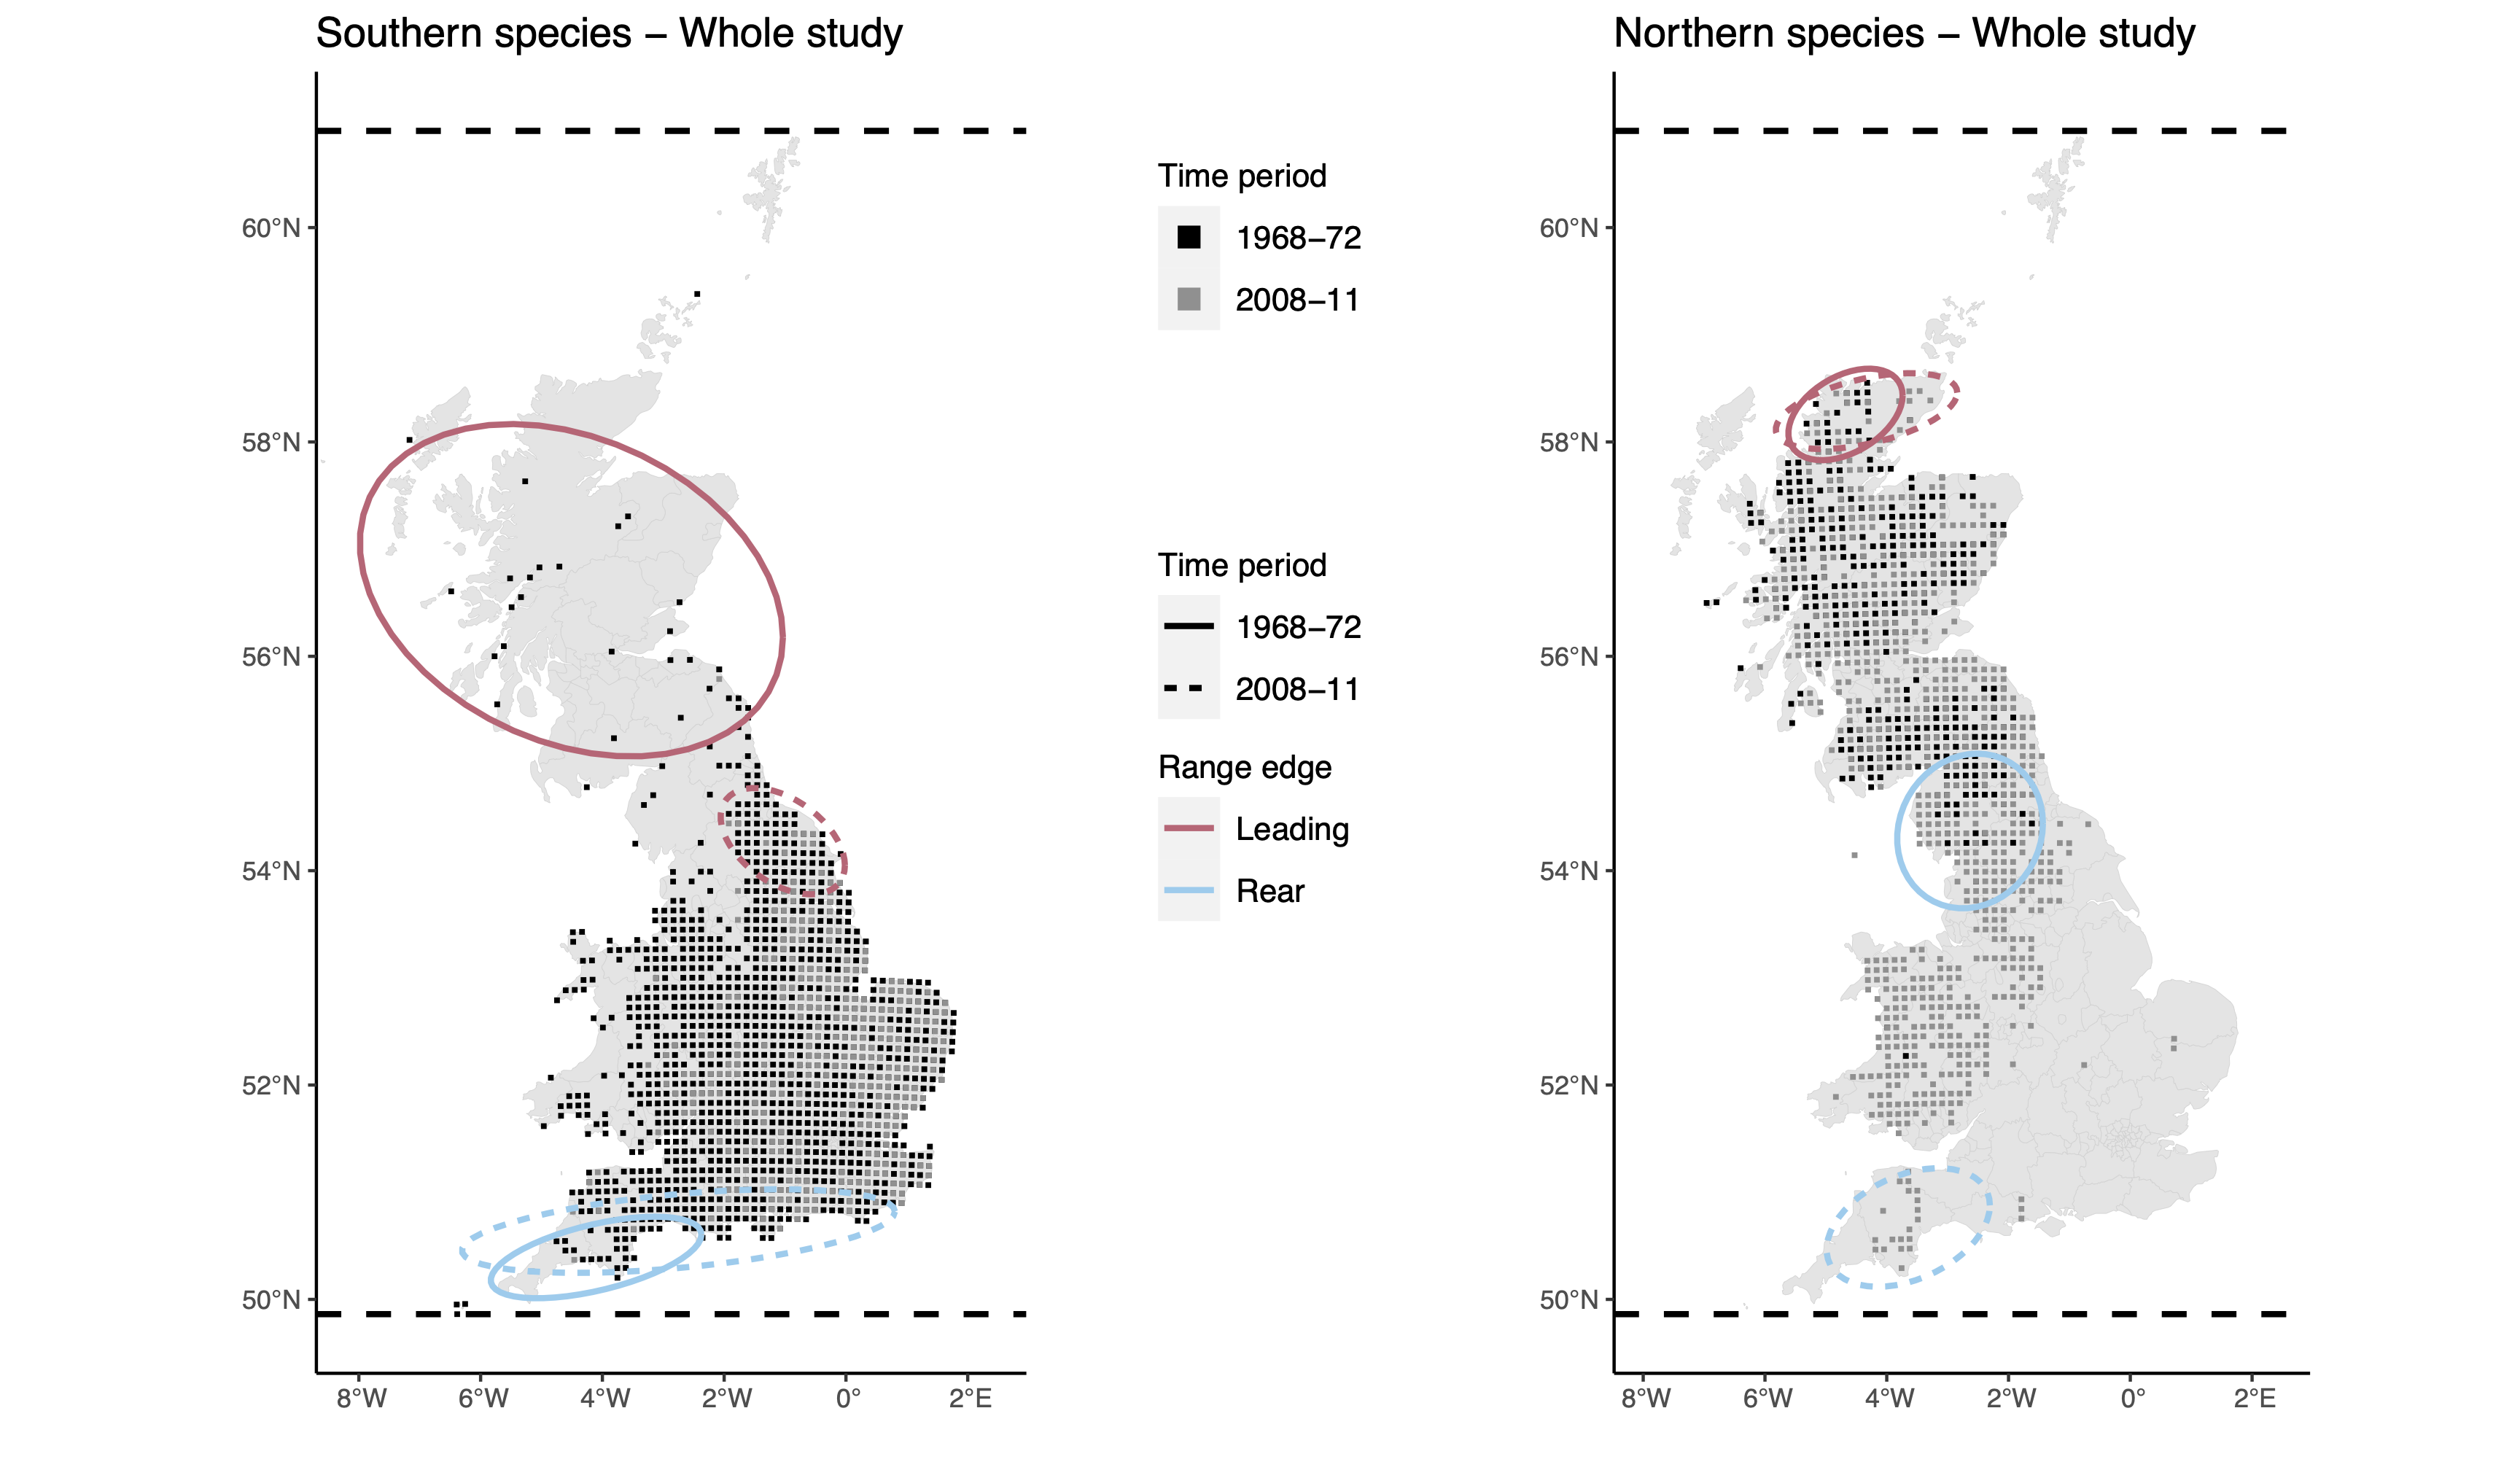 Southern species – Whole study
60°N
58°N
56°N
54°N
52°N
50°N
8°W 6°W 4°W 2°W 0° 2°E
Time period
1968–72
2008–11
Time period
1968–72
2008–11
Range edge
Leading
Rear
Northern species – Whole study
60°N
58°N
56°N
54°N
52°N
50°N
8°W 6°W 4°W 2°W 0° 2°E